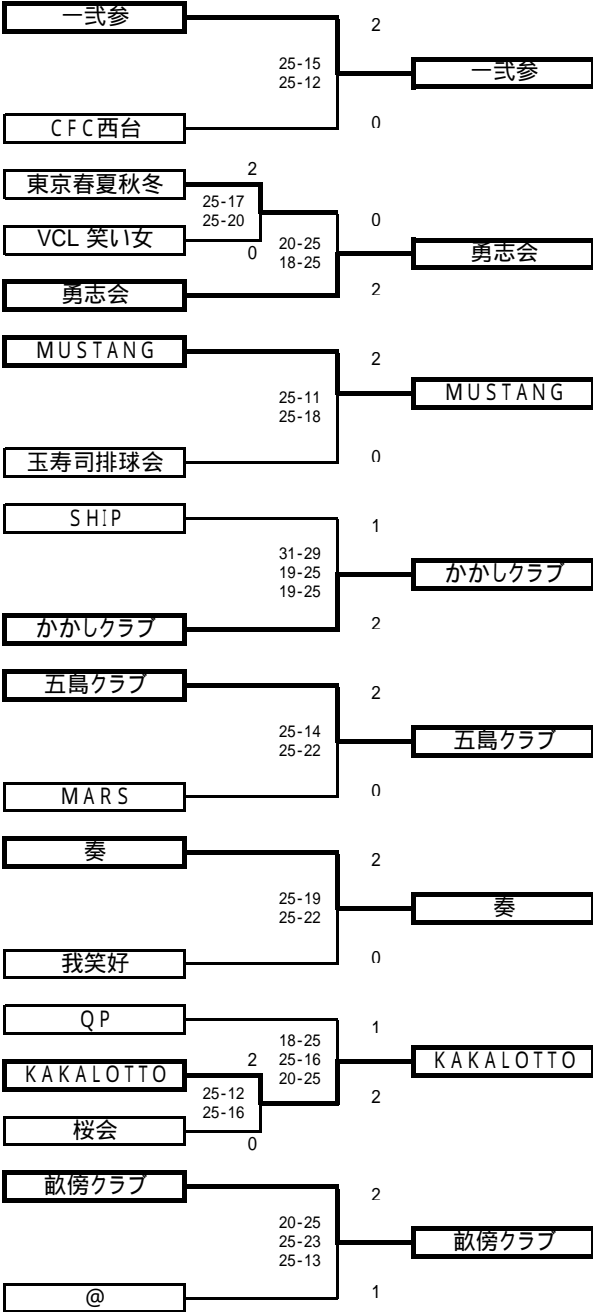 一弐参
2
25-15
25-12
一弐参
CFC西台
0
東京春夏秋冬
2
25-17
25-20
VCL 笑い女
0
0
20-25
18-25
勇志会
勇志会
2
MUSTANG
2
25-11
25-18
MUSTANG
玉寿司排球会
0
SHIP
1
31-29
19-25
19-25
かかしクラブ
かかしクラブ
2
五島クラブ
2
25-14
25-22
五島クラブ
MARS
0
奏
2
25-19
25-22
奏
我笑好
0
QP
1
18-25
25-16
20-25
KAKALOTTO
KAKALOTTO
2
25-12
25-16
2
桜会
0
畝傍クラブ
2
20-25
25-23
25-13
畝傍クラブ
@
1